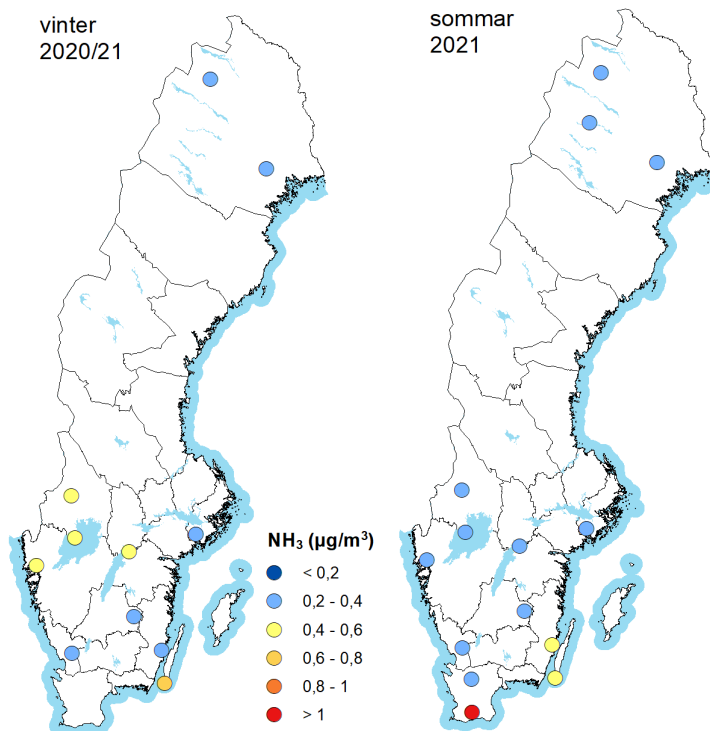 vinter
2020/21
sommar
2021
NH₃ (µg/m³)
< 0,2
0,2 - 0,4
0,4 - 0,6
0,6 - 0,8
0,8 - 1
> 1